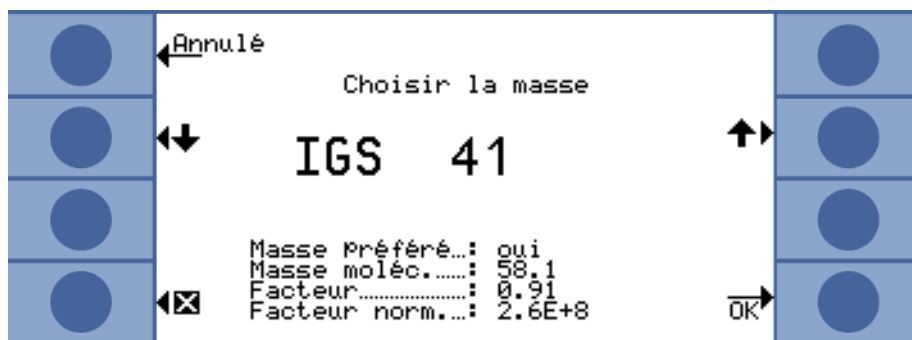 Annulé
Choisir la masse
IGS 41
Masse préféré…: oui
Masse moléc.……: 58.1
Facteur…………………: 0.91
Facteur norm.…: 2.6E+8
OK